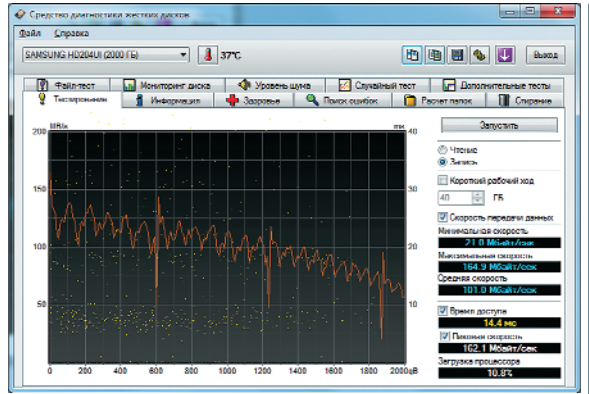 Средство диагностики жестких дисков
Файл Справка
SAMSUNG HD204UI (2000 ГБ) 37°C Выход
Файл-тест Мониторинг диска Уровень шума Случайный тест Дополнительные тесты
Тестирование Информация Здоровье Поиск ошибок Расчет папок Стирание
MB/s ms
200 40
150 30
100 20
50 10
0 200 400 600 800 1000 1200 1400 1600 1800 2000gB
Запустить
Чтение
Запись
Короткий рабочий ход
40 ГБ
Скорость передачи данных
Минимальная скорость
21.0 Мбайт/сек
Максимальная скорость
164.9 Мбайт/сек
Средняя скорость
101.0 Мбайт/сек
Время доступа
14.4 мс
Пиковая скорость
162.1 Мбайт/сек
Загрузка процессора
10.8%